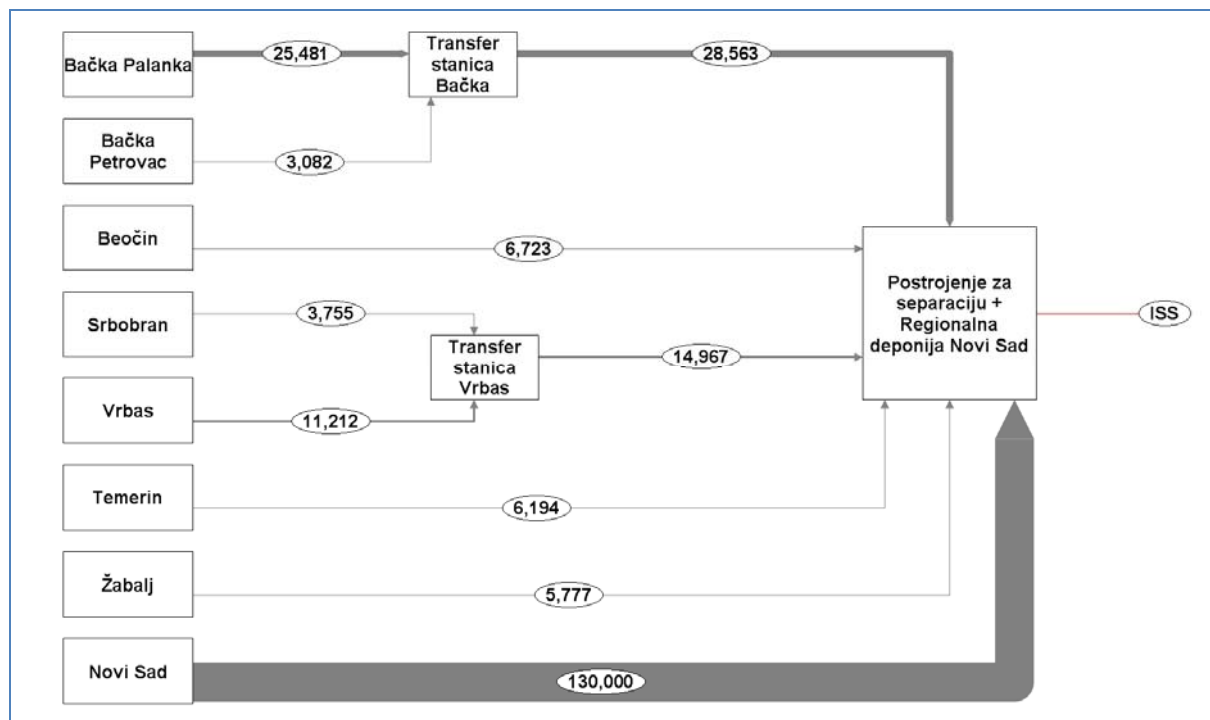 Bačka Palanka
25,481
Transfer
stanica
Bačka
28,563
Bačka
Petrovac
3,082
Beočin
6,723
Srbobran
3,755
Transfer
stanica
Vrbas
14,967
Vrbas
11,212
Postrojenje za
separaciju +
Regionalna
deponija Novi Sad
ISS
Temerin
6,194
Žabalj
5,777
Novi Sad
130,000